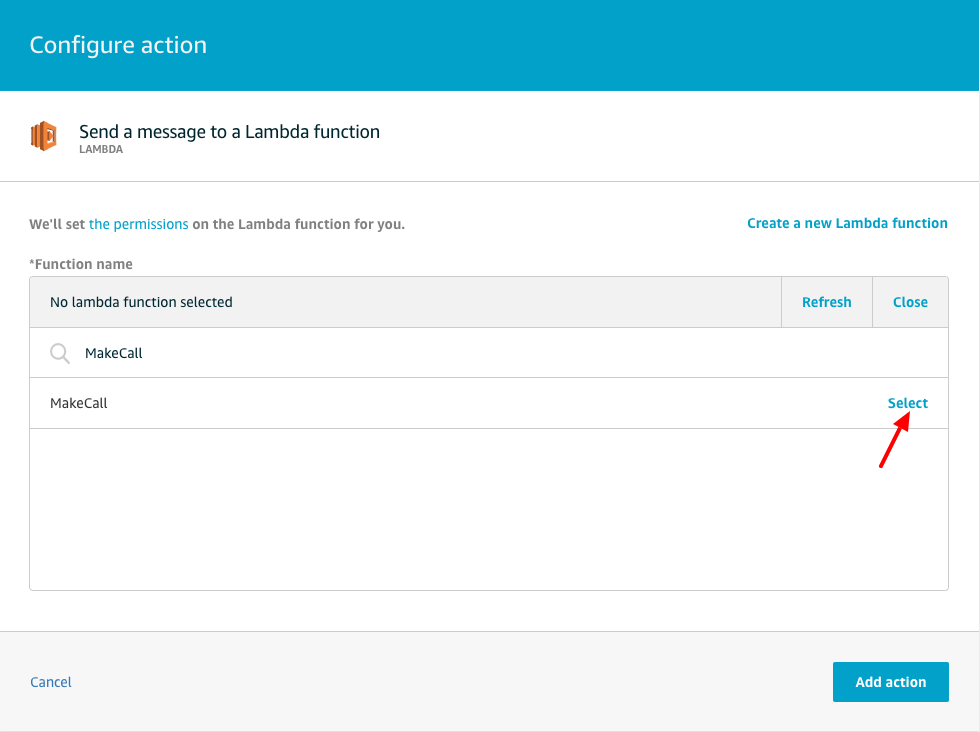 Configure action
Send a message to a Lambda function
LAMBDA
We'll set the permissions on the Lambda function for you.
Create a new Lambda function
*Function name
No lambda function selected
Refresh
Close
MakeCall
MakeCall
Select
Cancel
Add action